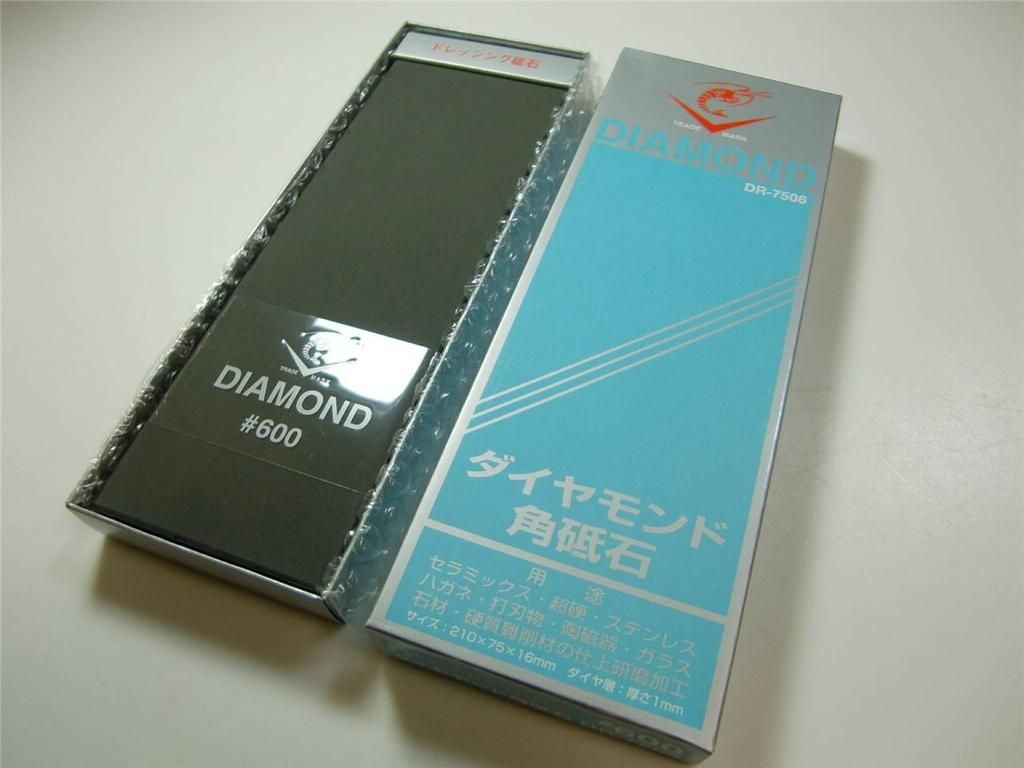 ドレッシング砥石
TRADE MARK
DIAMOND
#600
TRADE MARK
DIAMOND
DR-7506
ダイヤモンド
角砥石
用途
セラミックス・超硬・ステンレス
ハガネ・打刃物・陶磁器・ガラス
石材・硬質難削材の仕上研磨加工
サイズ：210×75×16mm ダイヤ層：厚さ1mm
#600